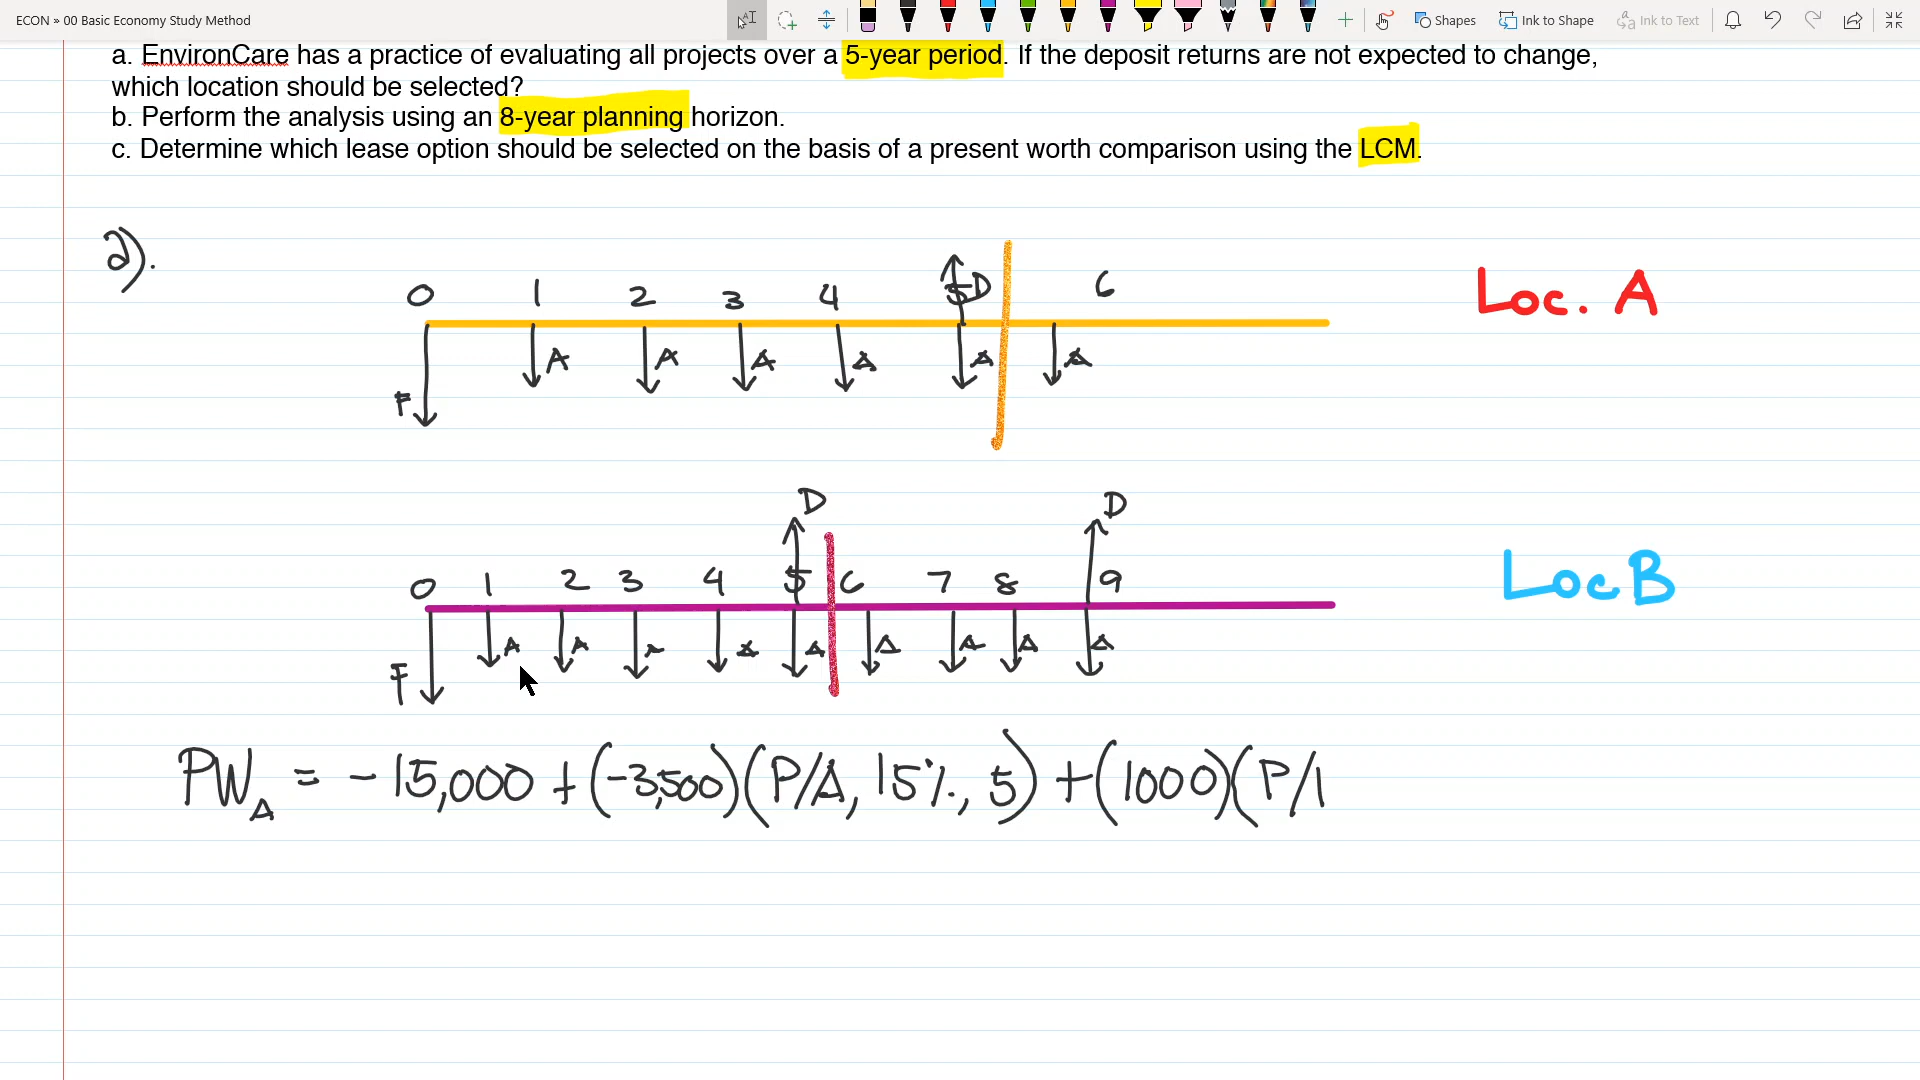 ECON » 00 Basic Economy Study Method
Shapes Ink to Shape Ink to Text
a. EnvironCare has a practice of evaluating all projects over a 5-year period. If the deposit returns are not expected to change,
which location should be selected?
b. Perform the analysis using an 8-year planning horizon.
c. Determine which lease option should be selected on the basis of a present worth comparison using the LCM.
a).
D
0 1 2 3 4 5 6
Loc. A
A A A A A A
F
D D
0 1 2 3 4 5 6 7 8 9
Loc B
A A A A A A A A A
F
PW_A = -15,000 + (-3,500)(P/A, 15%, 5) + (1000)(P/